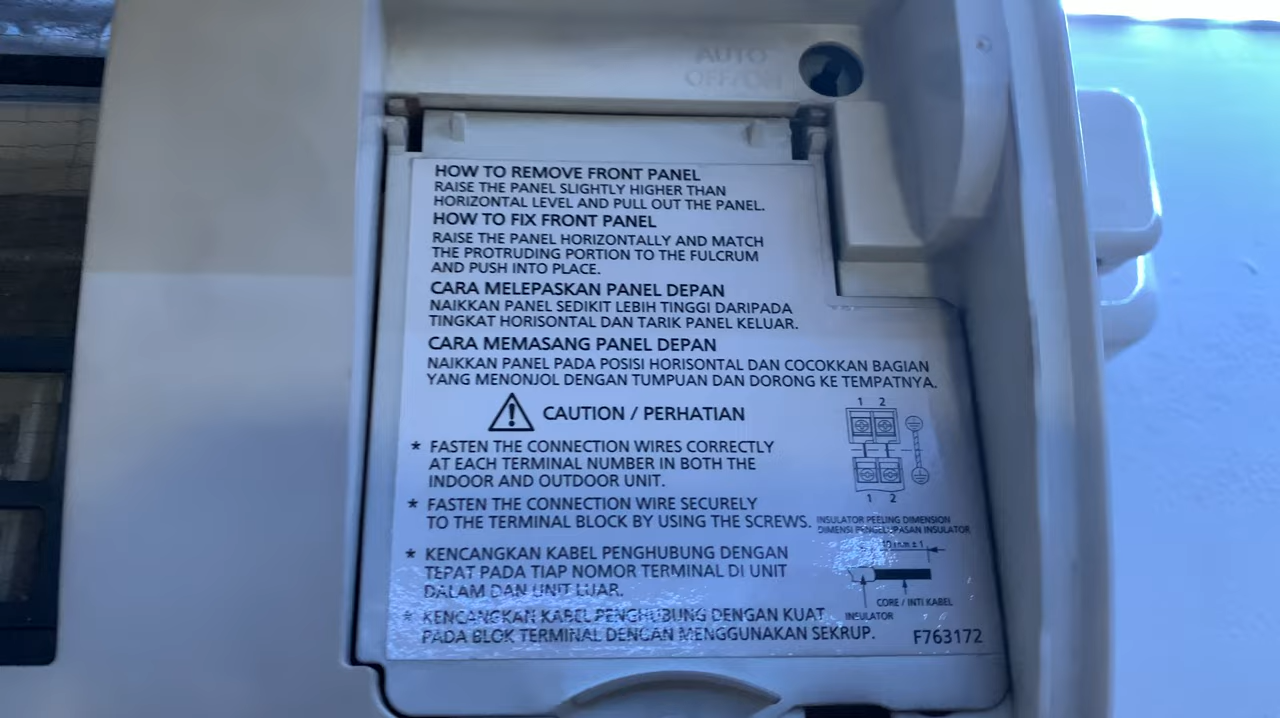 AUTO
OFF/ON
HOW TO REMOVE FRONT PANEL
RAISE THE PANEL SLIGHTLY HIGHER THAN
HORIZONTAL LEVEL AND PULL OUT THE PANEL.
HOW TO FIX FRONT PANEL
RAISE THE PANEL HORIZONTALLY AND MATCH
THE PROTRUDING PORTION TO THE FULCRUM
AND PUSH INTO PLACE.
CARA MELEPASKAN PANEL DEPAN
NAIKKAN PANEL SEDIKIT LEBIH TINGGI DARIPADA
TINGKAT HORISONTAL DAN TARIK PANEL KELUAR.
CARA MEMASANG PANEL DEPAN
NAIKKAN PANEL PADA POSISI HORISONTAL DAN COCOKKAN BAGIAN
YANG MENONJOL DENGAN TUMPUAN DAN DORONG KE TEMPATNYA.
CAUTION / PERHATIAN
* FASTEN THE CONNECTION WIRES CORRECTLY
AT EACH TERMINAL NUMBER IN BOTH THE
INDOOR AND OUTDOOR UNIT.
* FASTEN THE CONNECTION WIRE SECURELY
TO THE TERMINAL BLOCK BY USING THE SCREWS.
* KENCANGKAN KABEL PENGHUBUNG DENGAN
TEPAT PADA TIAP NOMOR TERMINAL DI UNIT
DALAM DAN UNIT LUAR.
* KENCANGKAN KABEL PENGHUBUNG DENGAN KUAT
PADA BLOK TERMINAL DENGAN MENGGUNAKAN SEKRUP.
1 2
1 2
INSULATOR PEELING DIMENSION
DIMENSI PENGELUPASAN INSULATOR
10 mm ± 1
CORE / INTI KABEL
INSULATOR
F763172